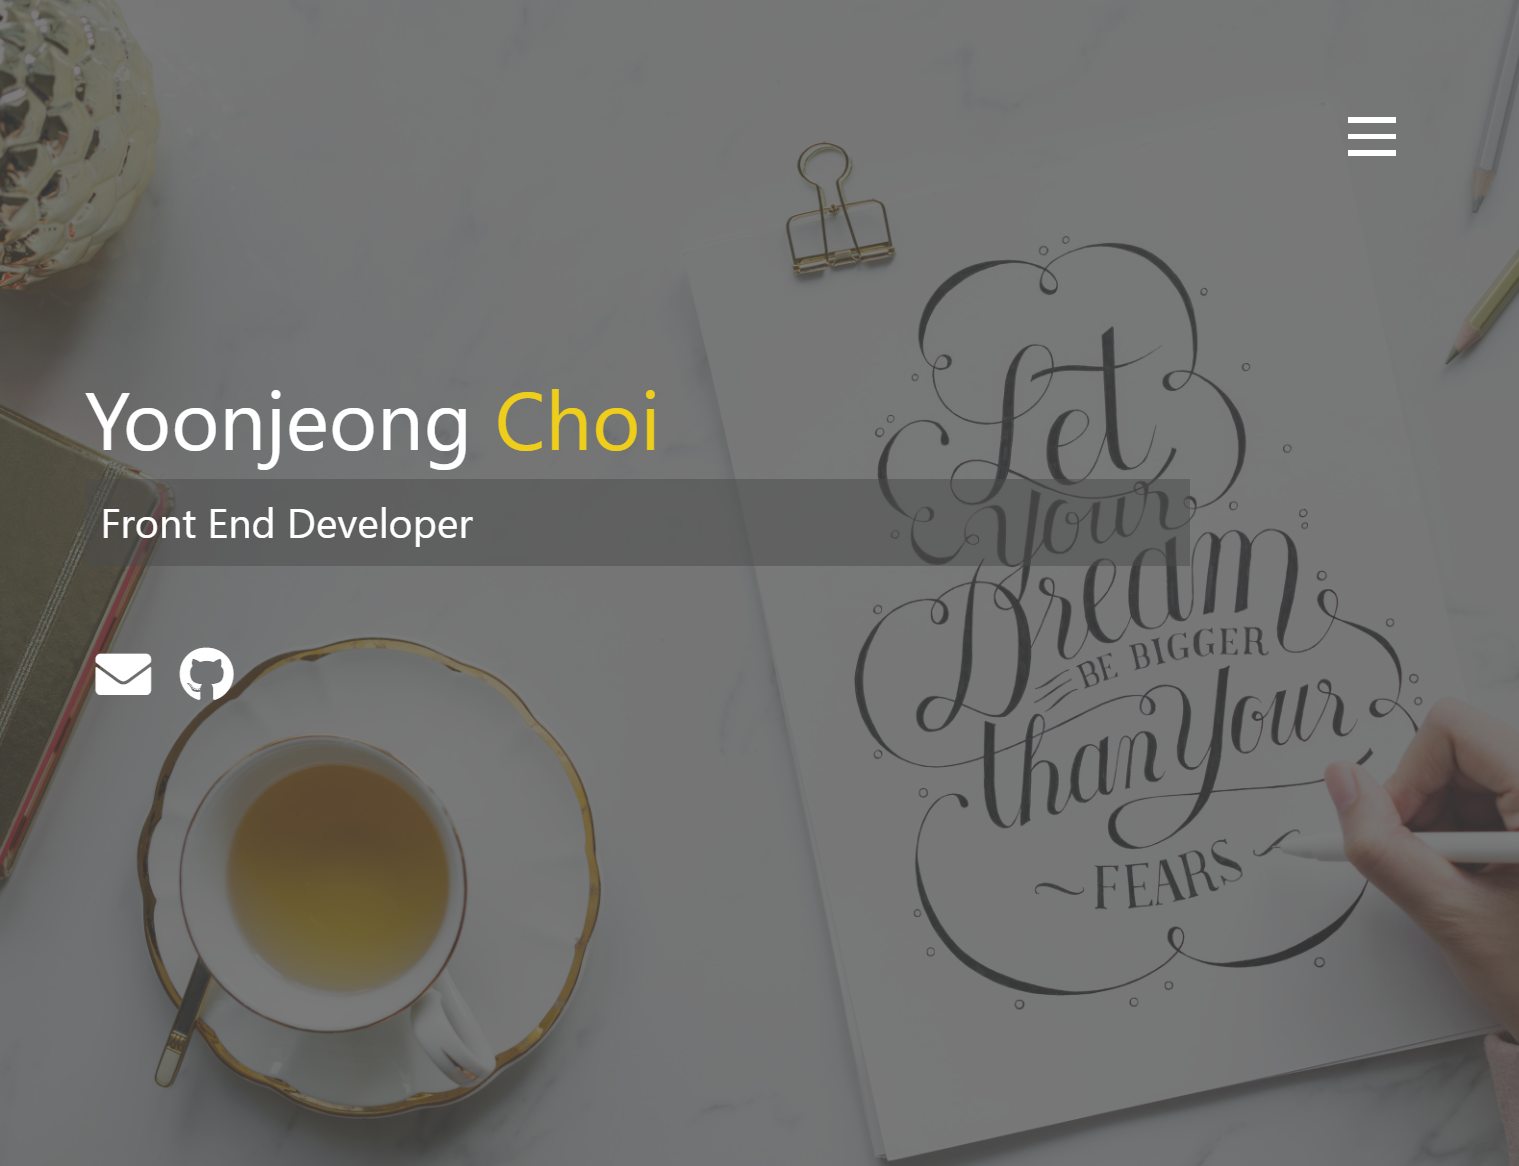 Yoonjeong Choi
Front End Developer
Let
Your
Dream
BE BIGGER
than Your
~FEARS~